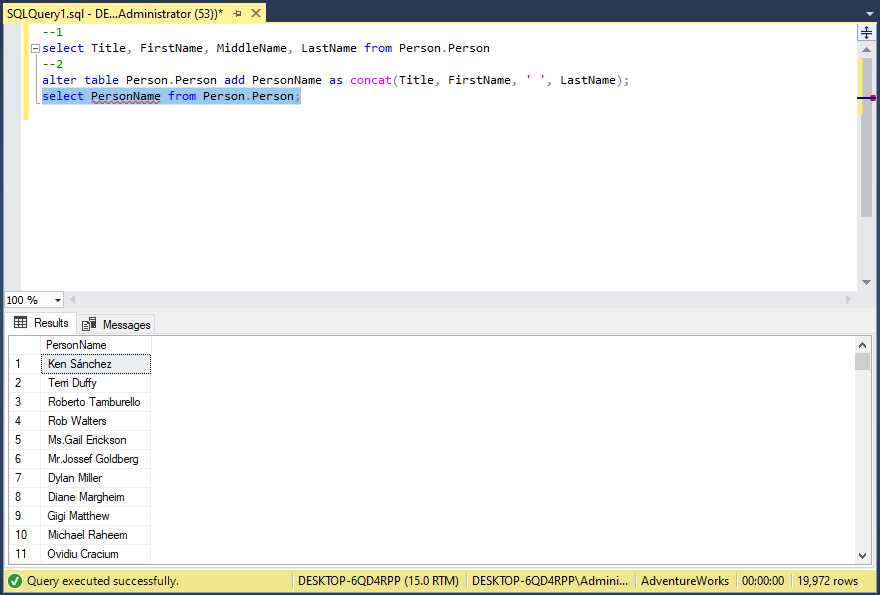 SQLQuery1.sql - DE...Administrator (53))*
--1
select Title, FirstName, MiddleName, LastName from Person.Person
--2
alter table Person.Person add PersonName as concat(Title, FirstName, ' ', LastName);
select PersonName from Person.Person;
100 %
Results Messages
PersonName
1 Ken Sánchez
2 Terri Duffy
3 Roberto Tamburello
4 Rob Walters
5 Ms.Gail Erickson
6 Mr.Jossef Goldberg
7 Dylan Miller
8 Diane Margheim
9 Gigi Matthew
10 Michael Raheem
11 Ovidiu Cracium
Query executed successfully. DESKTOP-6QD4RPP (15.0 RTM) DESKTOP-6QD4RPP\Admini... AdventureWorks 00:00:00 19,972 rows